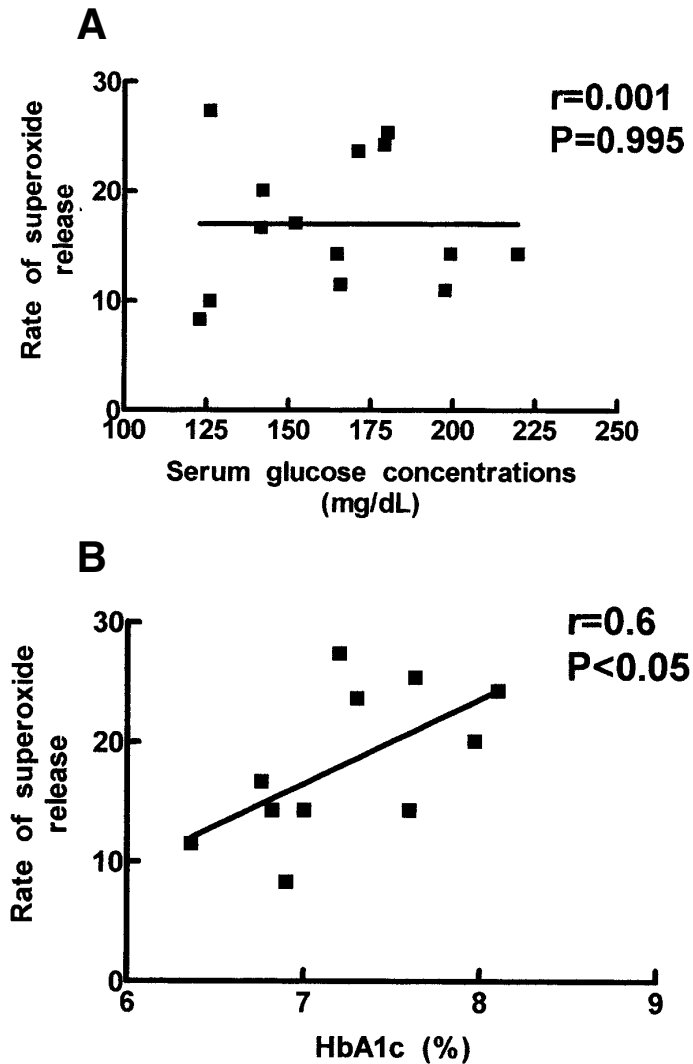 A
r=0.001
P=0.995
30
20
10
0
Rate of superoxide
release
100 125 150 175 200 225 250
Serum glucose concentrations
(mg/dL)
B
r=0.6
P<0.05
30
20
10
0
Rate of superoxide
release
6 7 8 9
HbA1c (%)